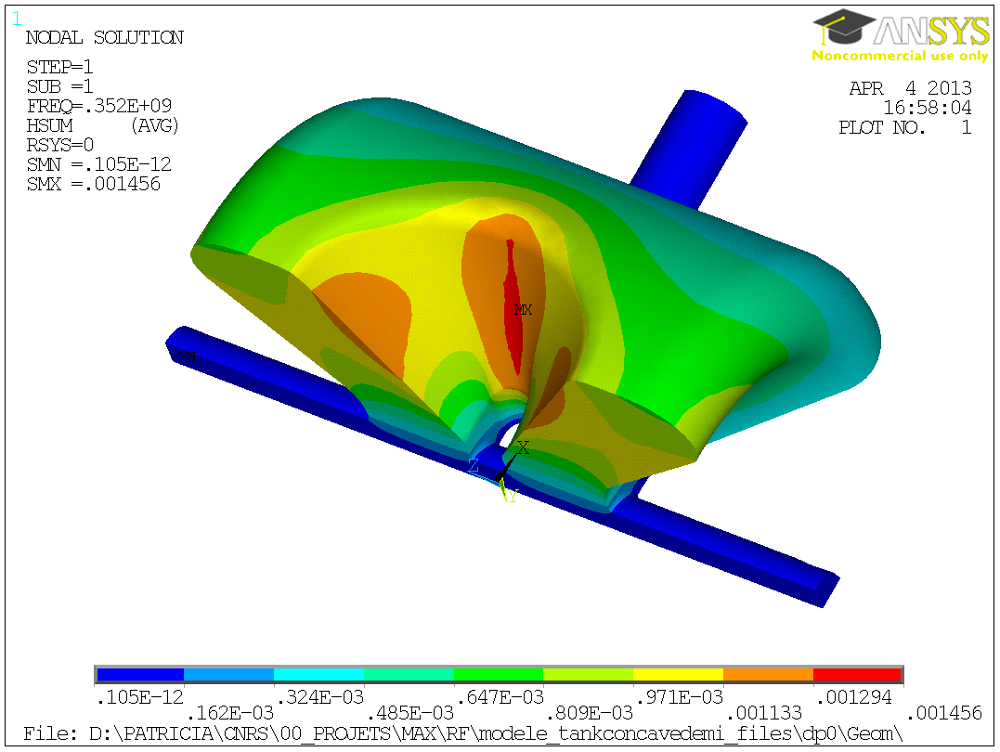 1
NODAL SOLUTION
STEP=1
SUB =1
FREQ=.352E+09
HSUM (AVG)
RSYS=0
SMN =.105E-12
SMX =.001456
ANSYS
Noncommercial use only
APR 4 2013
16:58:04
PLOT NO. 1
MX
MN
X
Z
Y
.105E-12 .324E-03 .647E-03 .971E-03 .001294
.162E-03 .485E-03 .809E-03 .001133 .001456
File: D:\PATRICIA\CNRS\00_PROJETS\MAX\RF\modele_tankconcavedemi_files\dp0\Geom\